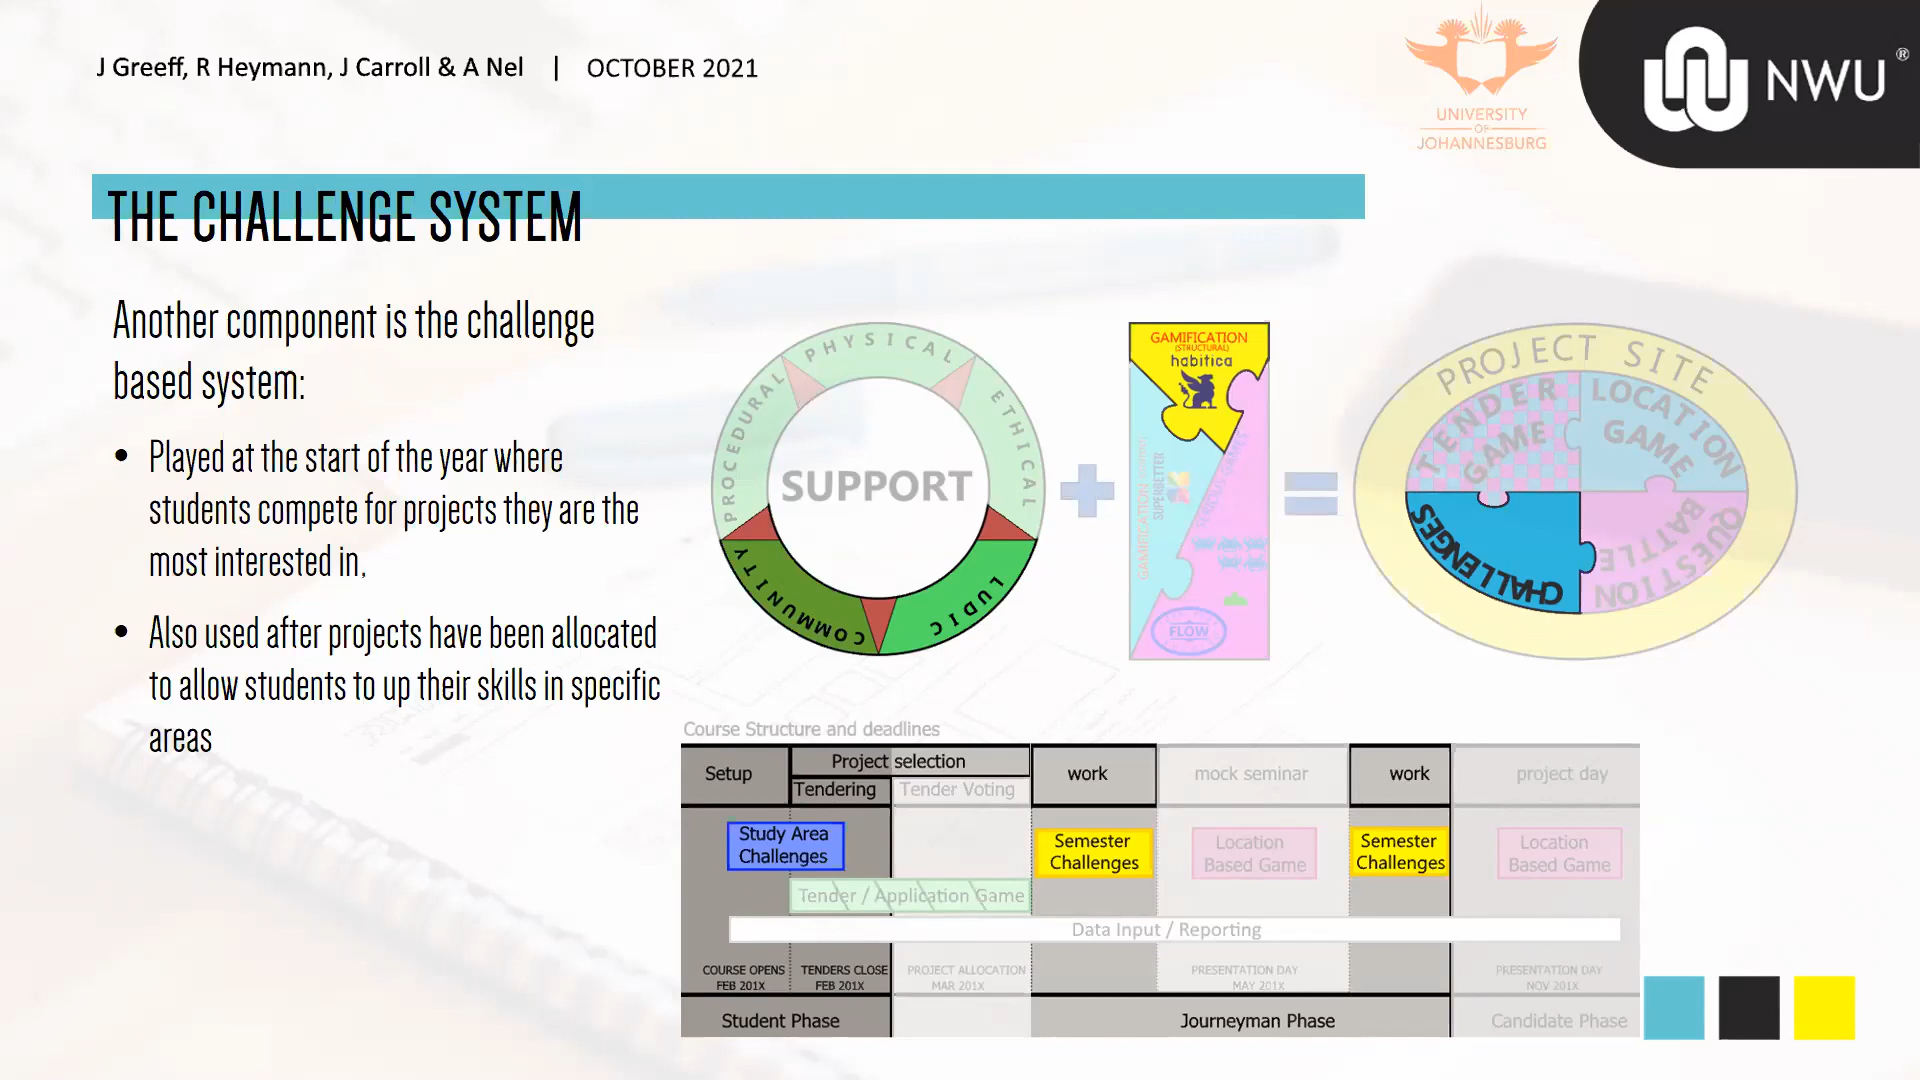 J Greeff, R Heymann, J Carroll & A Nel | OCTOBER 2021
UNIVERSITY
OF
JOHANNESBURG
NWU®
THE CHALLENGE SYSTEM
Another component is the challenge
based system:
• Played at the start of the year where
students compete for projects they are the
most interested in,
• Also used after projects have been allocated
to allow students to up their skills in specific
areas
PHYSICAL
ETHICAL
LUDIC
COMMUNITY
PROCEDURAL
SUPPORT
GAMIFICATION
(STRUCTURAL)
habitica
GAMIFICATION
SUPERBETTER
SERIOUS GAMES
FLOW
PROJECT SITE
TENDER
GAME
LOCATION
GAME
CHALLENGES
QUESTION
BATTLE
Course Structure and deadlines
Setup
Project selection
Tendering
Tender Voting
work
mock seminar
work
project day
Study Area
Challenges
Semester
Challenges
Location
Based Game
Semester
Challenges
Location
Based Game
Tender / Application Game
Data Input / Reporting
COURSE OPENS
FEB 201X
TENDERS CLOSE
FEB 201X
PROJECT ALLOCATION
MAR 201X
PRESENTATION DAY
MAY 201X
PRESENTATION DAY
NOV 201X
Student Phase
Journeyman Phase
Candidate Phase